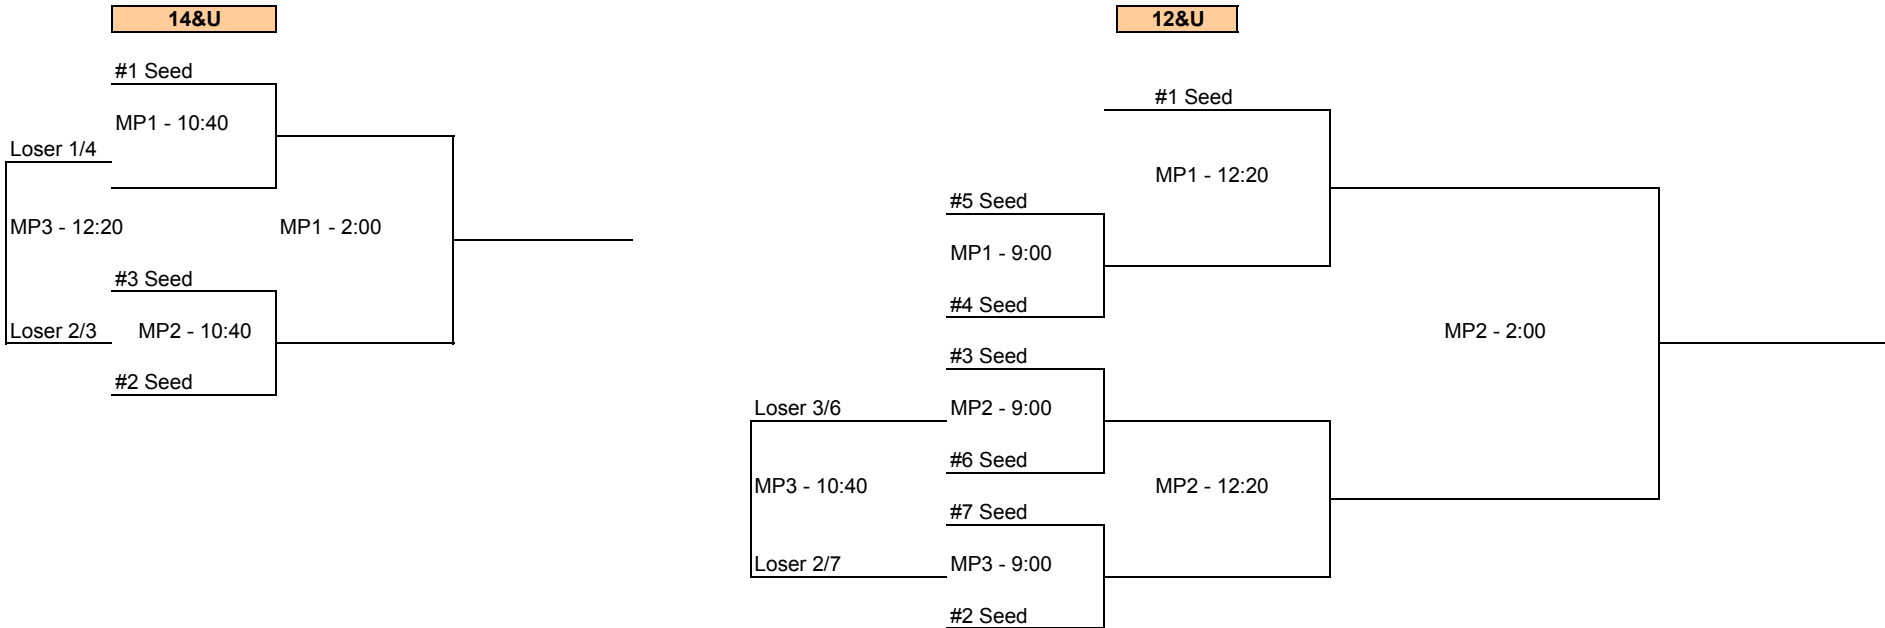 14&U
#1 Seed
MP1 - 10:40
Loser 1/4
MP3 - 12:20
MP1 - 2:00
#3 Seed
Loser 2/3
MP2 - 10:40
#2 Seed
12&U
#1 Seed
MP1 - 12:20
#5 Seed
MP1 - 9:00
#4 Seed
MP2 - 2:00
#3 Seed
Loser 3/6
MP2 - 9:00
#6 Seed
MP3 - 10:40
MP2 - 12:20
#7 Seed
Loser 2/7
MP3 - 9:00
#2 Seed